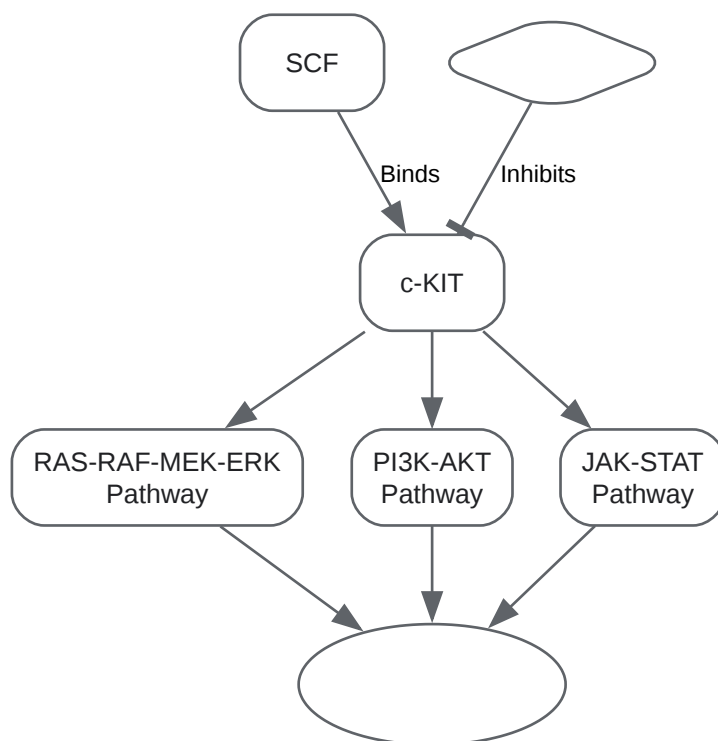 SCF
Binds
Inhibits
c-KIT
RAS-RAF-MEK-ERK
Pathway
PI3K-AKT
Pathway
JAK-STAT
Pathway